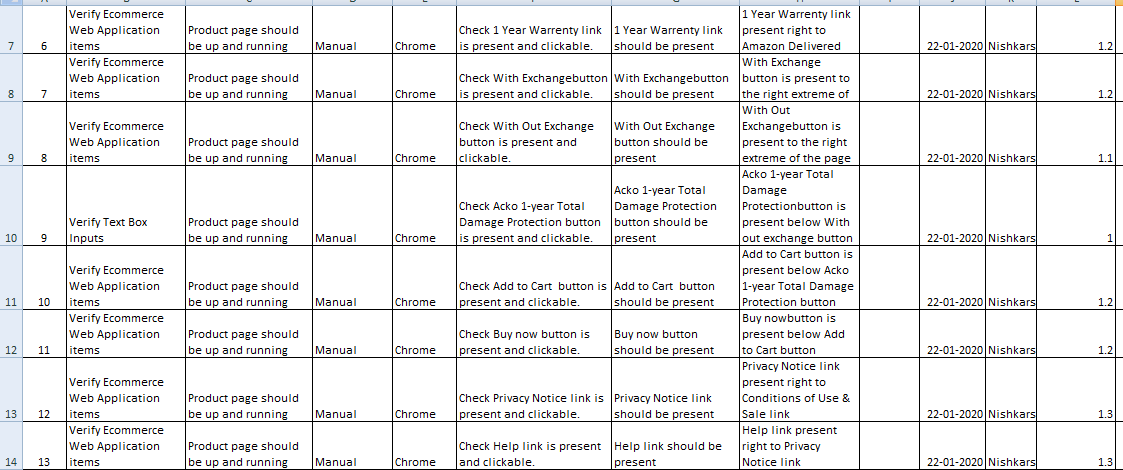 7
6
Verify Ecommerce
Web Application
items
Product page should
be up and running
Manual
Chrome
Check 1 Year Warrenty link
is present and clickable.
1 Year Warrenty link
should be present
1 Year Warrenty link
present right to
Amazon Delivered
22-01-2020
Nishkars
1.2
8
7
Verify Ecommerce
Web Application
items
Product page should
be up and running
Manual
Chrome
Check With Exchangebutton
is present and clickable.
With Exchangebutton
should be present
With Exchange
button is present to
the right extreme of
22-01-2020
Nishkars
1.2
9
8
Verify Ecommerce
Web Application
items
Product page should
be up and running
Manual
Chrome
Check With Out Exchange
button is present and
clickable.
With Out Exchange
button should be
present
With Out
Exchangebutton is
present to the right
extreme of the page
22-01-2020
Nishkars
1.1
10
9
Verify Text Box
Inputs
Product page should
be up and running
Manual
Chrome
Check Acko 1-year Total
Damage Protection button
is present and clickable.
Acko 1-year Total
Damage Protection
button should be
present
Acko 1-year Total
Damage
Protectionbutton is
present below With
out exchange button
22-01-2020
Nishkars
1
11
10
Verify Ecommerce
Web Application
items
Product page should
be up and running
Manual
Chrome
Check Add to Cart  button is
present and clickable.
Add to Cart  button
should be present
Add to Cart button is
present below Acko
1-year Total Damage
Protection button
22-01-2020
Nishkars
1.2
12
11
Verify Ecommerce
Web Application
items
Product page should
be up and running
Manual
Chrome
Check Buy now button is
present and clickable.
Buy now button
should be present
Buy nowbutton is
present below Add
to Cart button
22-01-2020
Nishkars
1.2
13
12
Verify Ecommerce
Web Application
items
Product page should
be up and running
Manual
Chrome
Check Privacy Notice link is
present and clickable.
Privacy Notice link
should be present
Privacy Notice link
present right to
Conditions of Use &
Sale link
22-01-2020
Nishkars
1.3
14
13
Verify Ecommerce
Web Application
items
Product page should
be up and running
Manual
Chrome
Check Help link is present
and clickable.
Help link should be
present
Help link present
right to Privacy
Notice link
22-01-2020
Nishkars
1.3